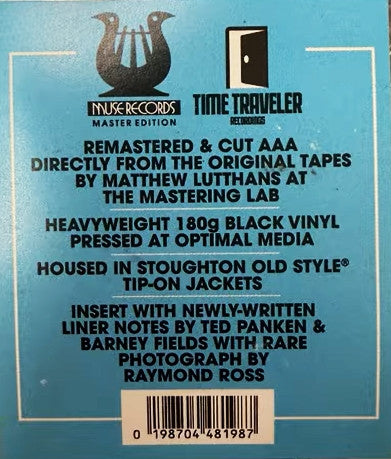 MUSE RECORDS
MASTER EDITION
TIME TRAVELER
RECORDINGS
REMASTERED & CUT AAA
DIRECTLY FROM THE ORIGINAL TAPES
BY MATTHEW LUTTHANS AT
THE MASTERING LAB
HEAVYWEIGHT 180g BLACK VINYL
PRESSED AT OPTIMAL MEDIA
HOUSED IN STOUGHTON OLD STYLE®
TIP-ON JACKETS
INSERT WITH NEWLY-WRITTEN
LINER NOTES BY TED PANKEN &
BARNEY FIELDS WITH RARE
PHOTOGRAPH BY
RAYMOND ROSS
0 198704 481987